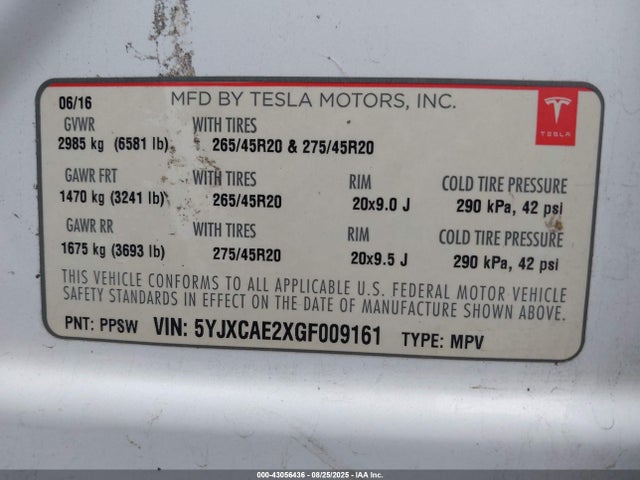 06/16 MFD BY TESLA MOTORS, INC.
TESLA
GVWR WITH TIRES
2985 kg (6581 lb) 265/45R20 & 275/45R20
GAWR FRT WITH TIRES RIM COLD TIRE PRESSURE
1470 kg (3241 lb) 265/45R20 20x9.0 J 290 kPa, 42 psi
GAWR RR WITH TIRES RIM COLD TIRE PRESSURE
1675 kg (3693 lb) 275/45R20 20x9.5 J 290 kPa, 42 psi
THIS VEHICLE CONFORMS TO ALL APPLICABLE U.S. FEDERAL MOTOR VEHICLE
SAFETY STANDARDS IN EFFECT ON THE DATE OF MANUFACTURE SHOWN ABOVE.
PNT: PPSW VIN: 5YJXCAE2XGF009161 TYPE: MPV
000-43056436 - 08/25/2025 - IAA Inc.